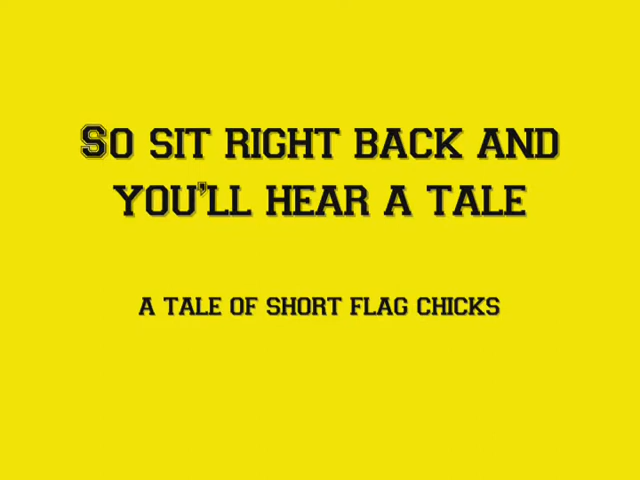 So sit right back and
you'll hear a tale
a tale of short flag chicks